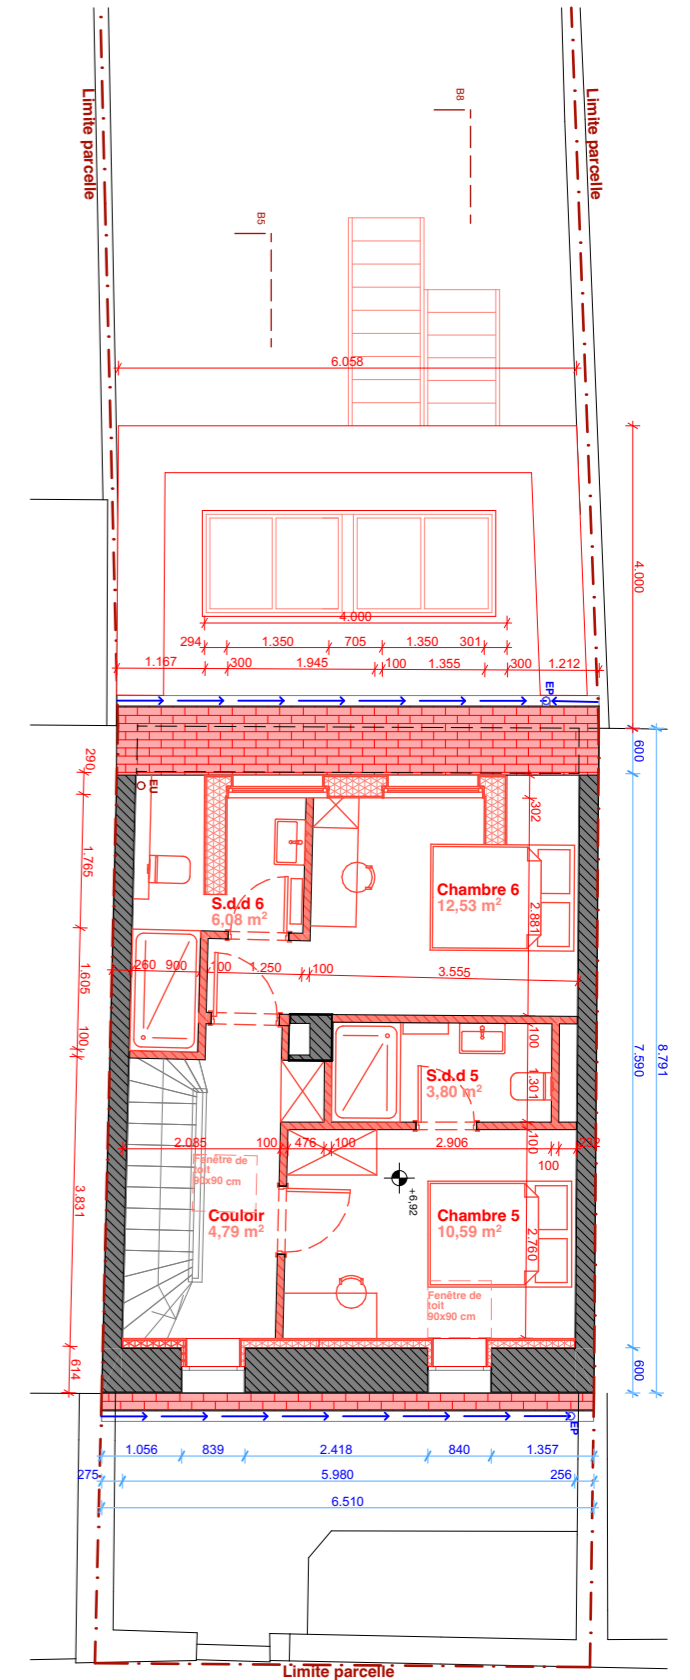 Limite parcelle
Limite parcelle
B8
B5
6.058
4.000
4.000
294
1.350
705
1.350
301
1.167
300
1.945
100
1.355
300
1.212
EP
290
600
EU
302
1.765
S.d.d 6
6,08 m²
Chambre 6
12,53 m²
2.881
1.605
260
900
100
1.250
100
3.555
100
100
8.791
7.590
S.d.d 5
3,80 m²
1.301
2.085
100
476
100
2.906
100
100
232
Fenêtre de
toit
90x90 cm
+6,92
3.831
Couloir
4,79 m²
Chambre 5
10,59 m²
2.760
Fenêtre de
toit
90x90 cm
614
600
EP
1.056
839
2.418
840
1.357
275
5.980
256
6.510
Limite parcelle